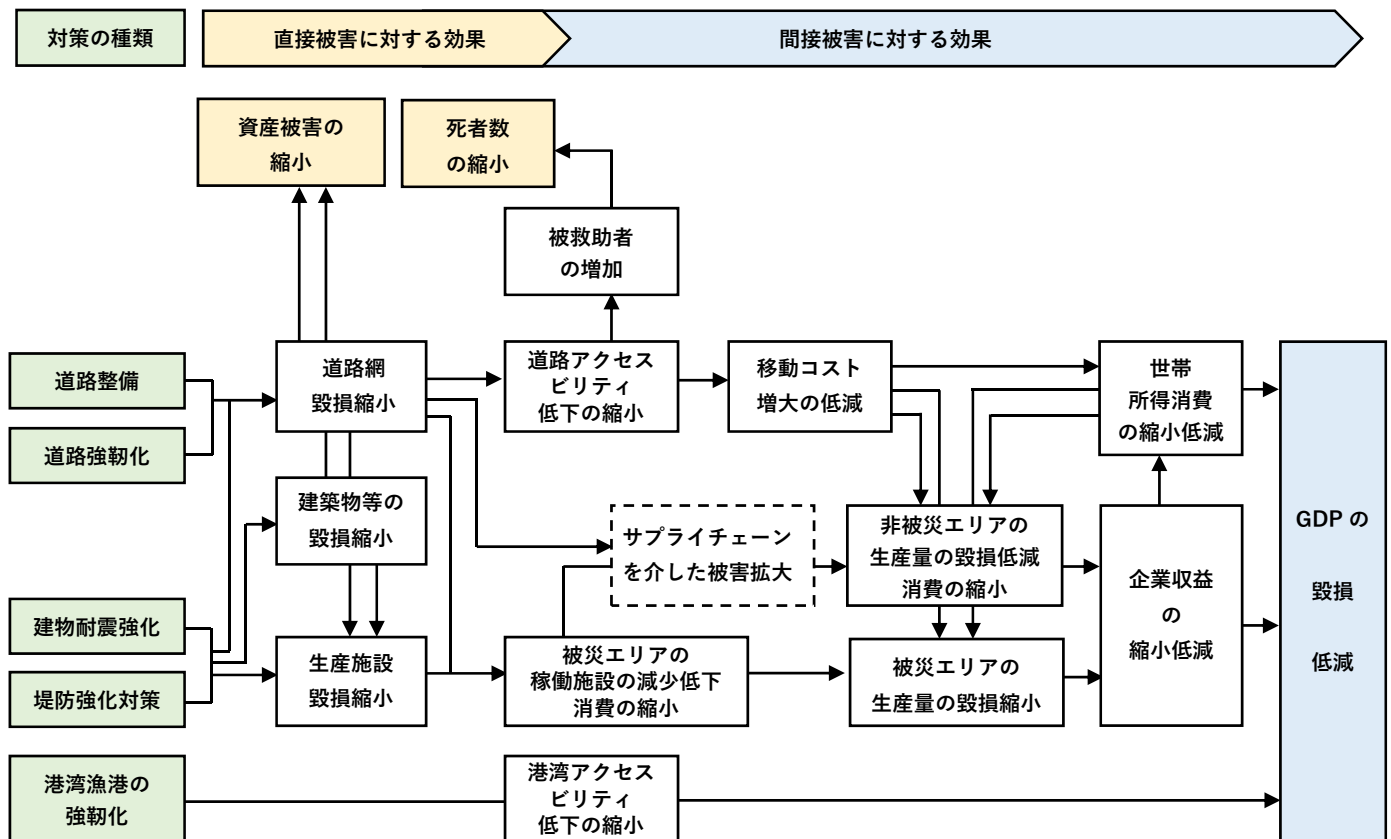 対策の種類
直接被害に対する効果
間接被害に対する効果
資産被害の
縮小
死者数
の縮小
被救助者
の増加
道路整備
道路強靭化
道路網
毀損縮小
道路アクセス
ビリティ
低下の縮小
移動コスト
増大の低減
世帯
所得消費
の縮小低減
建築物等の
毀損縮小
サプライチェーン
を介した被害拡大
非被災エリアの
生産量の毀損低減
消費の縮小
企業収益
の
縮小低減
GDP の
毀損
低減
建物耐震強化
堤防強化対策
生産施設
毀損縮小
被災エリアの
稼働施設の減少低下
消費の縮小
被災エリアの
生産量の毀損縮小
港湾漁港の
強靭化
港湾アクセス
ビリティ
低下の縮小